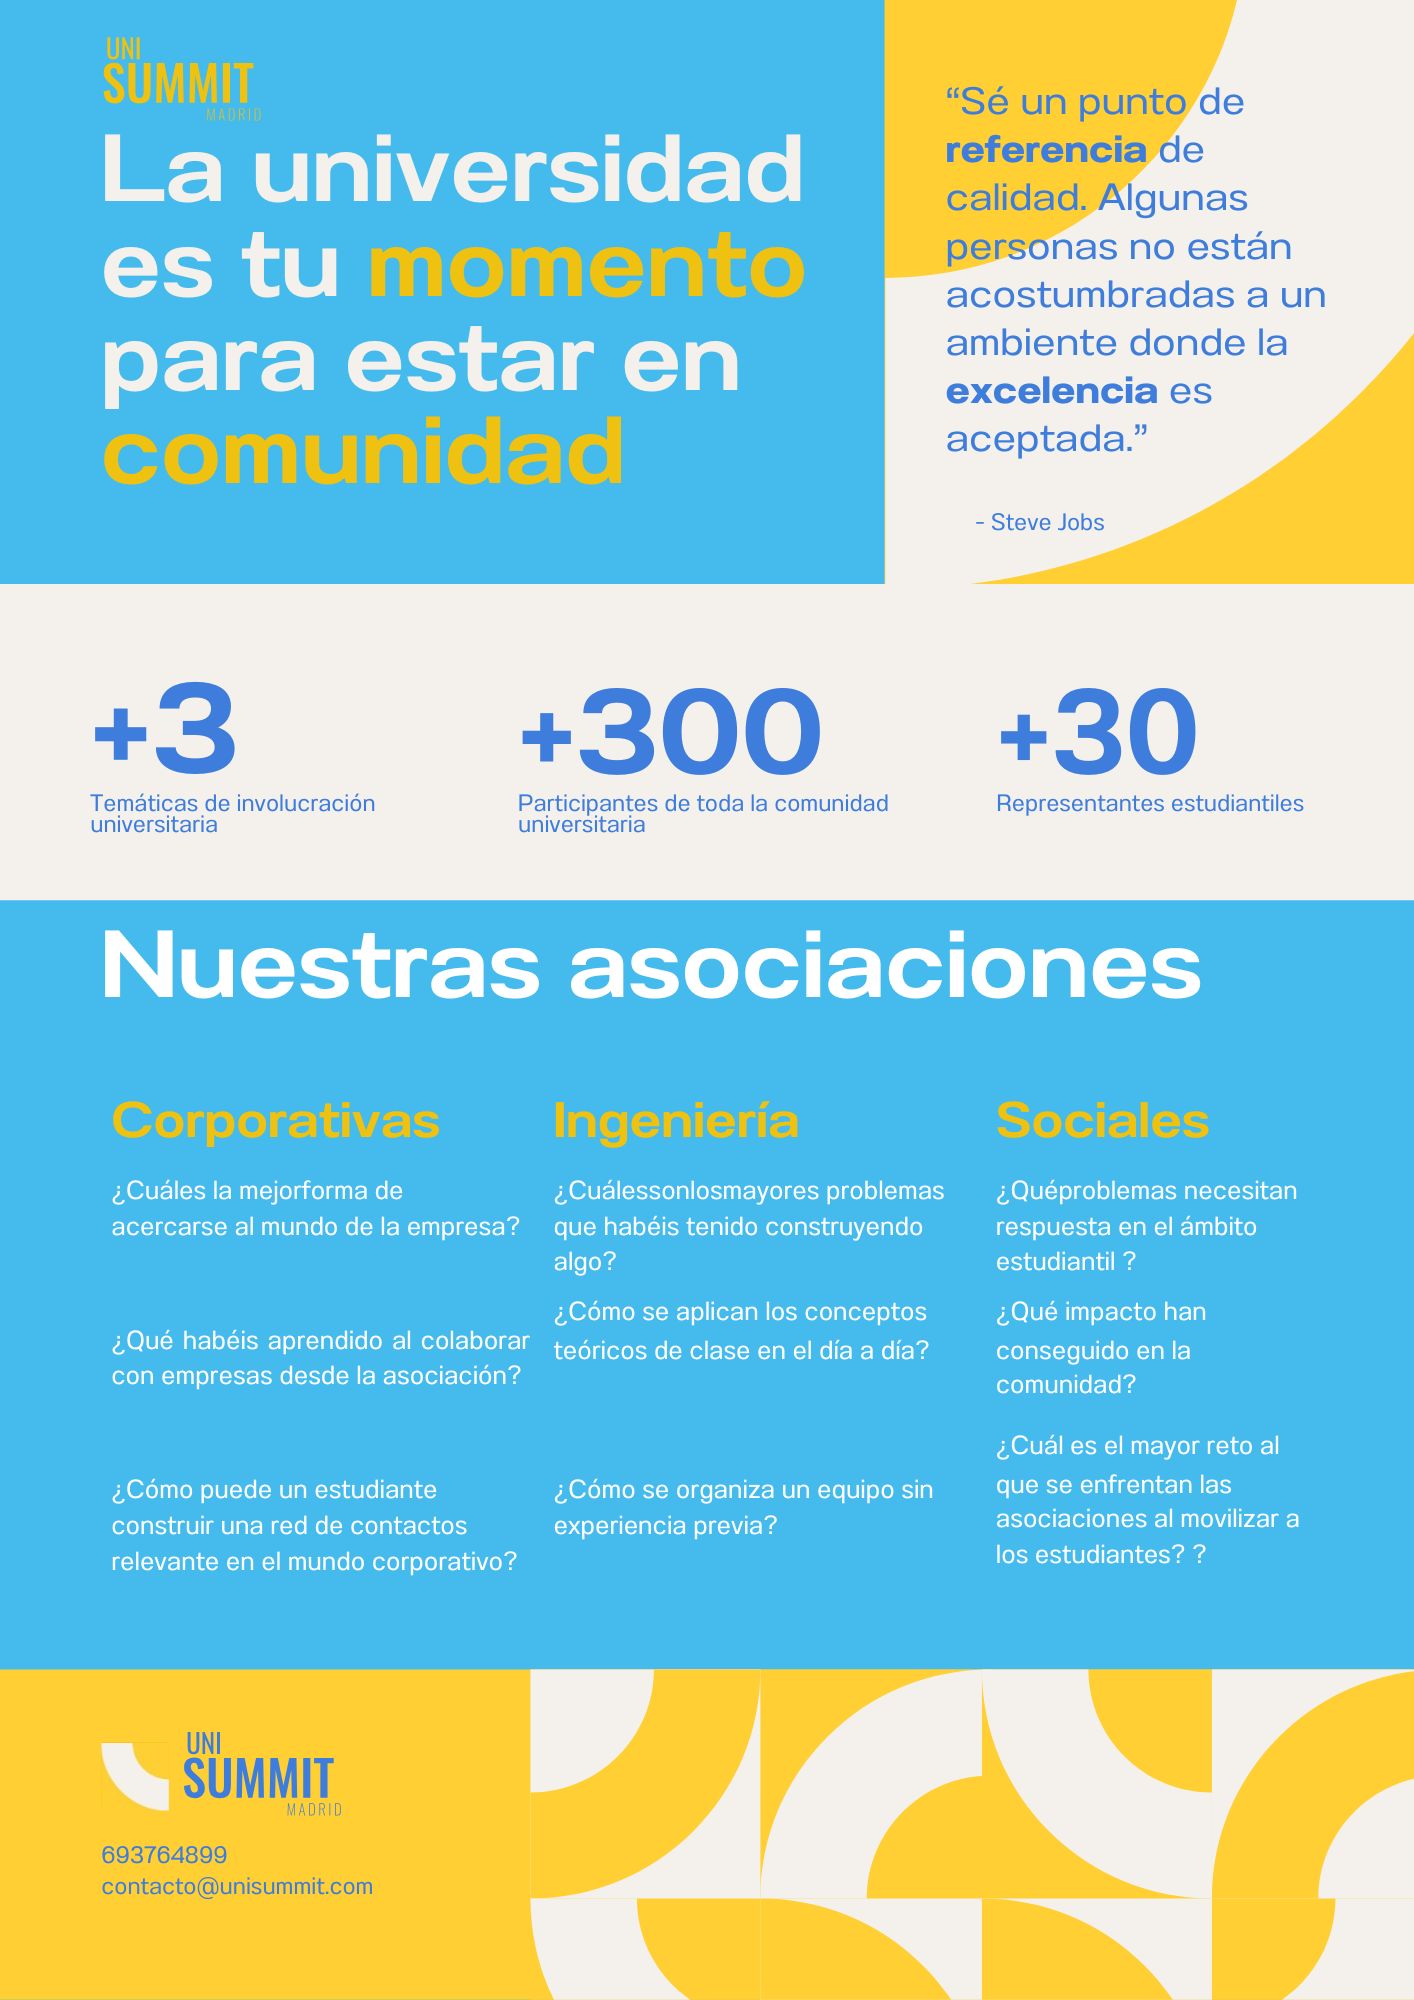 UNI
SUMMIT
MADRID
La universidad
es tu momento
para estar en
comunidad
“Sé un punto de
referencia de
calidad. Algunas
personas no están
acostumbradas a un
ambiente donde la
excelencia es
aceptada.”
- Steve Jobs
+3
Temáticas de involucración
universitaria
+300
Participantes de toda la comunidad
universitaria
+30
Representantes estudiantiles
Nuestras asociaciones
Corporativas
¿Cuáles la mejorforma de
acercarse al mundo de la empresa?
¿Qué habéis aprendido al colaborar
con empresas desde la asociación?
¿Cómo puede un estudiante
construir una red de contactos
relevante en el mundo corporativo?
Ingeniería
¿Cuálessonlosmayores problemas
que habéis tenido construyendo
algo?
¿Cómo se aplican los conceptos
teóricos de clase en el día a día?
¿Cómo se organiza un equipo sin
experiencia previa?
Sociales
¿Quéproblemas necesitan
respuesta en el ámbito
estudiantil ?
¿Qué impacto han
conseguido en la
comunidad?
¿Cuál es el mayor reto al
que se enfrentan las
asociaciones al movilizar a
los estudiantes? ?
UNI
SUMMIT
MADRID
693764899
contacto@unisummit.com